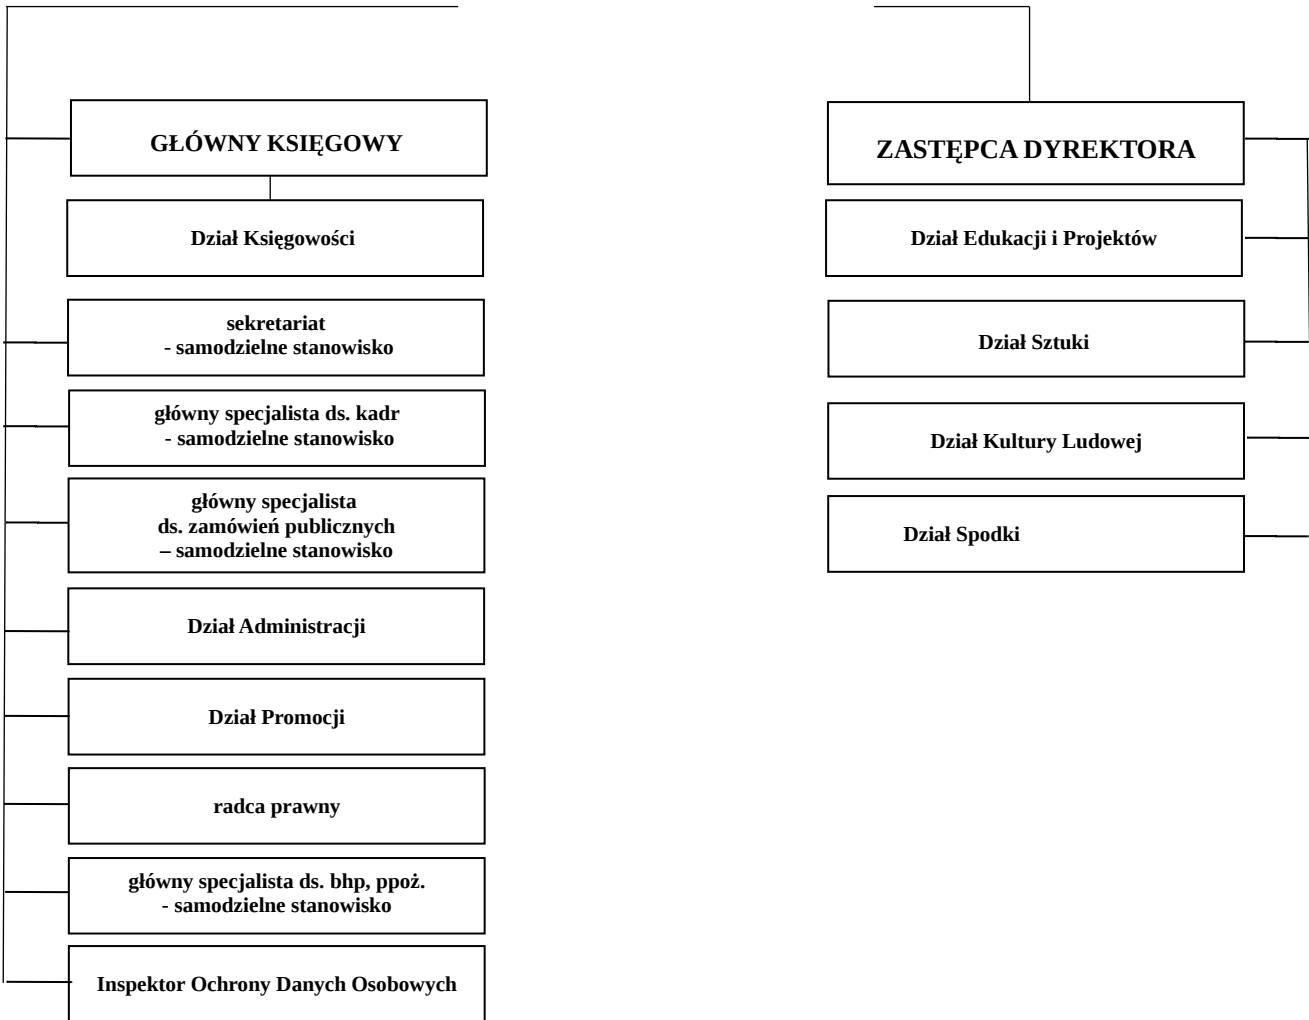 GŁÓWNY KSIĘGOWY
Dział Księgowości
sekretariat
- samodzielne stanowisko
główny specjalista ds. kadr
- samodzielne stanowisko
główny specjalista
ds. zamówień publicznych
– samodzielne stanowisko
Dział Administracji
Dział Promocji
radca prawny
główny specjalista ds. bhp, ppoż.
- samodzielne stanowisko
Inspektor Ochrony Danych Osobowych
ZASTĘPCA DYREKTORA
Dział Edukacji i Projektów
Dział Sztuki
Dział Kultury Ludowej
Dział Spodki